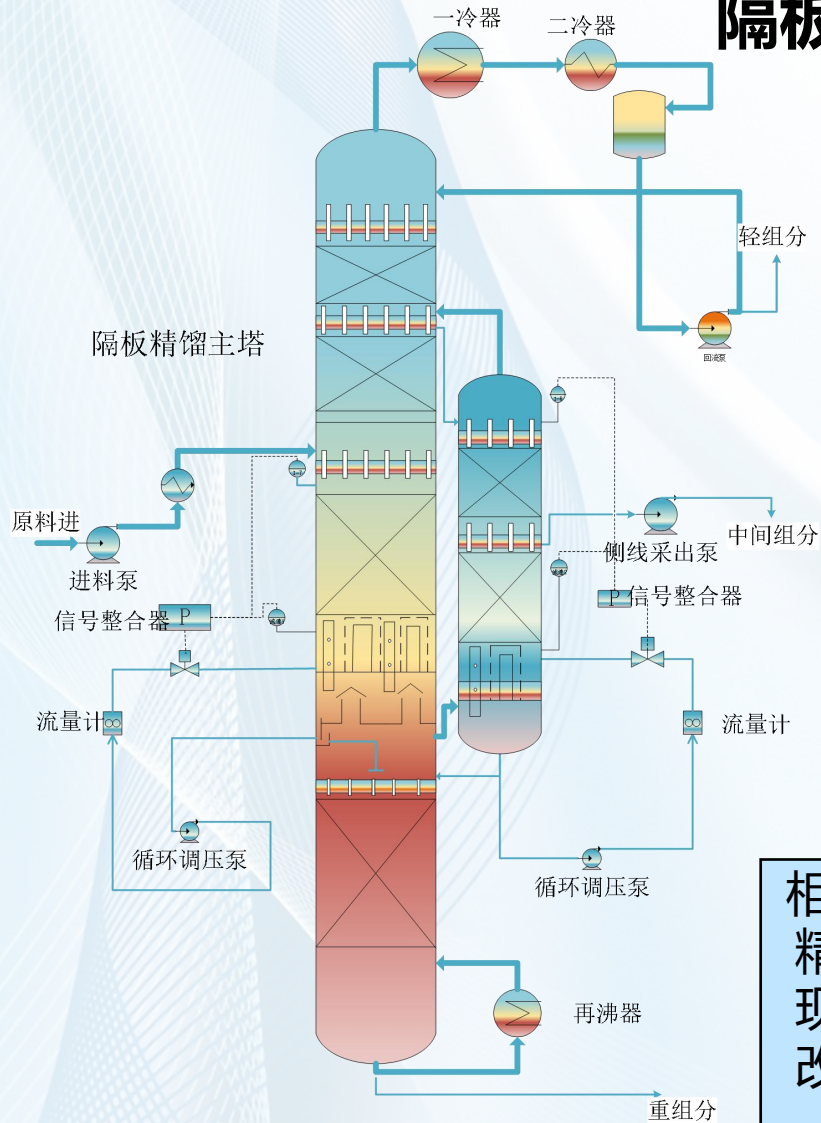 隔板
一冷器
二冷器
轻组分
回流泵
隔板精馏主塔
原料进
进料泵
中间组分
侧线采出泵
信号整合器
P
P
信号整合器
流量计
流量计
循环调压泵
循环调压泵
再沸器
重组分
相
精
现
改